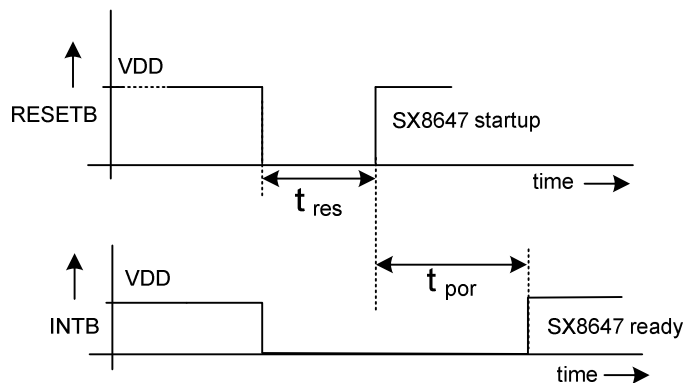 VDD
RESETB
SX8647 startup
time
t res
VDD
t por
INTB
SX8647 ready
time